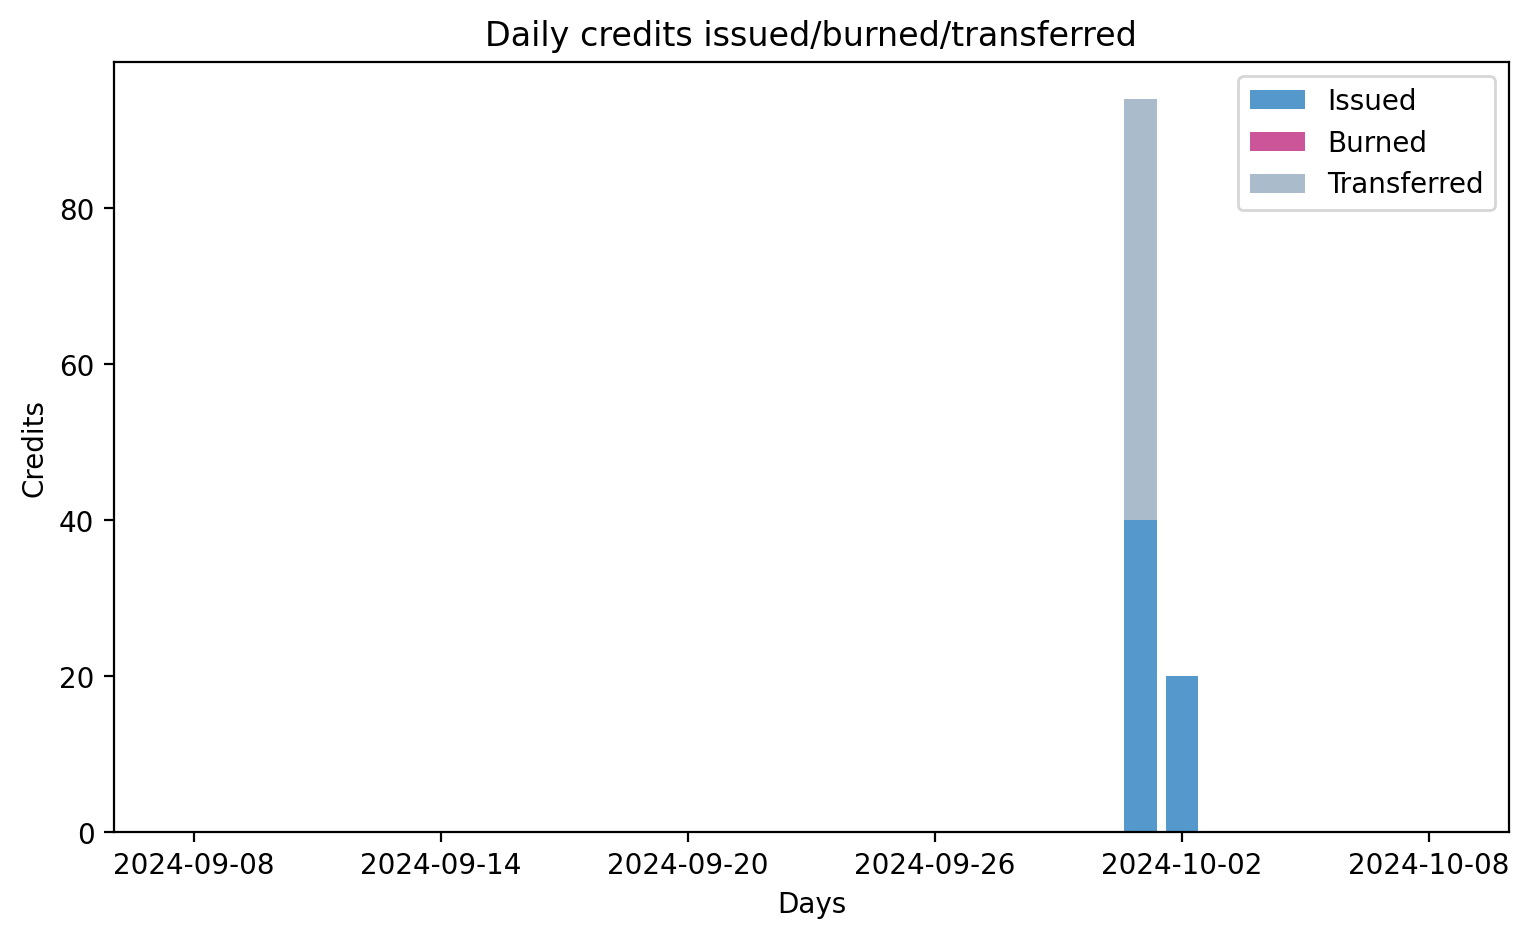 Daily credits issued/burned/transferred
Issued
Burned
Transferred
80
60
40
20
0
Credits
2024-09-08 2024-09-14 2024-09-20 2024-09-26 2024-10-02 2024-10-08
Days